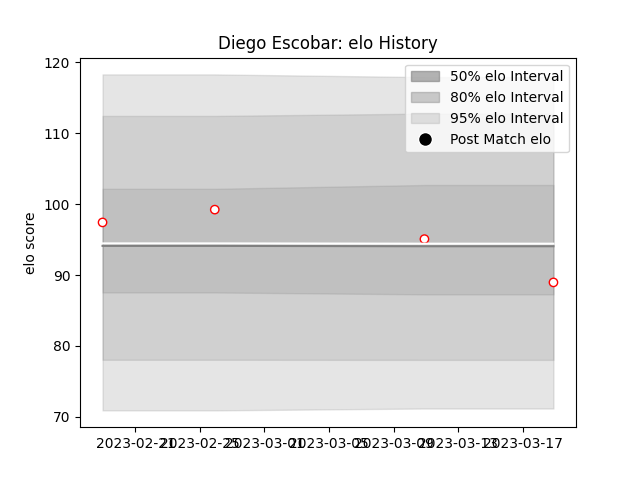 Diego Escobar: elo History
120
110
100
90
80
70
elo score
50% elo Interval
80% elo Interval
95% elo Interval
Post Match elo
2023-02-21 2023-02-25 2023-03-01 2023-03-05 2023-03-09 2023-03-13 2023-03-17